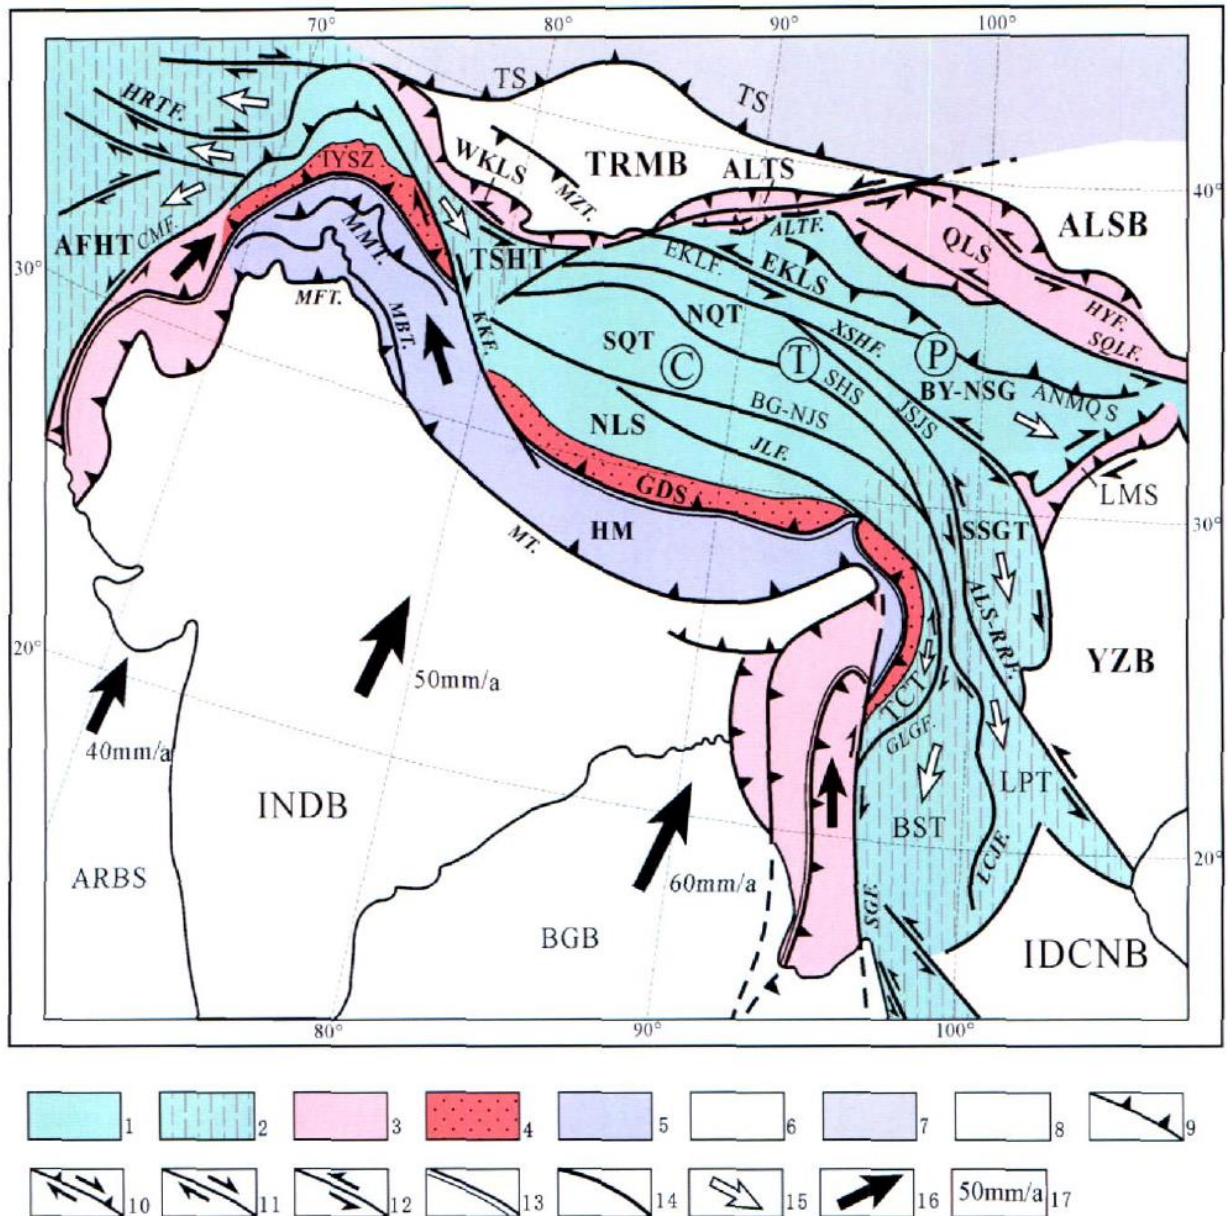 70°
80°
90°
100°
TS
TS
HRTF.
IYSZ
WKLS
TRMB
ALTS
MZT.
40°
ALTF.
QLS
ALSB
AFHT
CMF.
MMT.
TSHT
EKLF.
EKLS
30°
MFT.
MBT.
KKF.
NQT
XSHF.
HYF.
SQLF.
SQT
C
T
P
SHS
BY-NSG
ANMQ S
BG-NJS
JSJS
NLS
JLF.
GDS
LMS
HM
MT.
SSGT
30°
ALS-RRF.
20°
50mm/a
YZB
TCT
GLGF.
40mm/a
INDB
LPT
BST
LCJF.
20°
ARBS
60mm/a
SGF.
BGB
IDCNB
80°
90°
100°
1
2
3
4
5
6
7
8
9
10
11
12
13
14
15
16
50mm/a
17